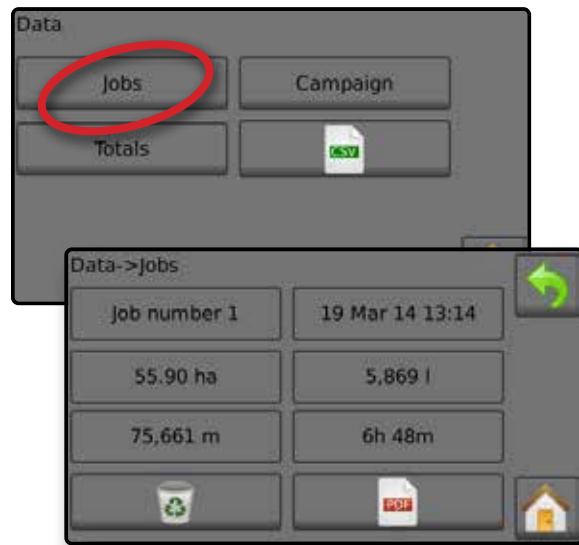 Data
Jobs Campaign
Totals CSV
Data->Jobs
Job number 1 19 Mar 14 13:14
55.90 ha 5,869 l
75,661 m 6h 48m
PDF